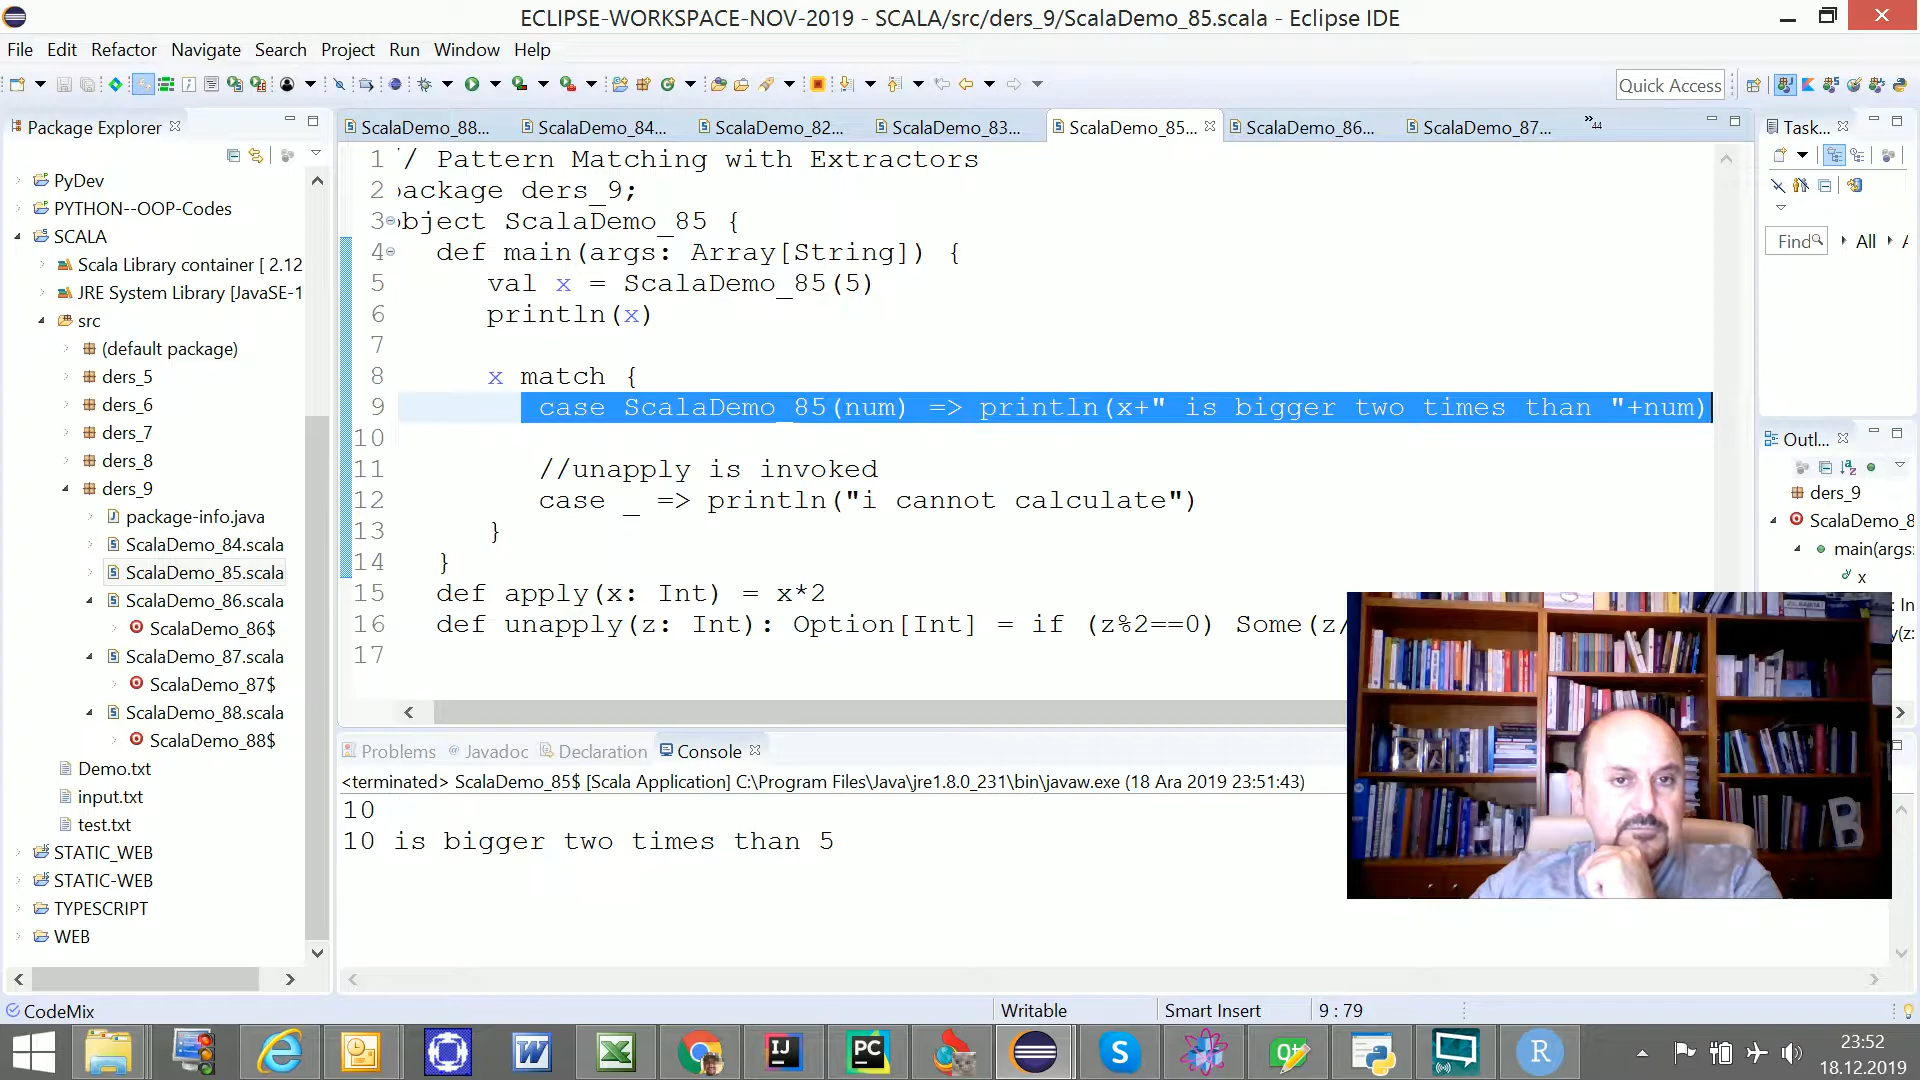 ECLIPSE-WORKSPACE-NOV-2019 - SCALA/src/ders_9/ScalaDemo_85.scala - Eclipse IDE
File Edit Refactor Navigate Search Project Run Window Help
Quick Access
Package Explorer
PyDev
PYTHON--OOP-Codes
SCALA
Scala Library container [ 2.12
JRE System Library [JavaSE-1
src
(default package)
ders_5
ders_6
ders_7
ders_8
ders_9
package-info.java
ScalaDemo_84.scala
ScalaDemo_85.scala
ScalaDemo_86.scala
ScalaDemo_86$
ScalaDemo_87.scala
ScalaDemo_87$
ScalaDemo_88.scala
ScalaDemo_88$
Demo.txt
input.txt
test.txt
STATIC_WEB
STATIC-WEB
TYPESCRIPT
WEB
ScalaDemo_88... ScalaDemo_84... ScalaDemo_82... ScalaDemo_83... ScalaDemo_85... ScalaDemo_86... ScalaDemo_87... »44
1 // Pattern Matching with Extractors
2 package ders_9;
3 object ScalaDemo_85 {
4 def main(args: Array[String]) {
5 val x = ScalaDemo_85(5)
6 println(x)
7
8 x match {
9 case ScalaDemo_85(num) => println(x+" is bigger two times than "+num)
10
11 //unapply is invoked
12 case _ => println("i cannot calculate")
13 }
14 }
15 def apply(x: Int) = x*2
16 def unapply(z: Int): Option[Int] = if (z%2==0) Some(z/
17
Task...
Find All A
Outl...
ders_9
ScalaDemo_8
main(args:
x
: In
y(z:
Problems Javadoc Declaration Console
<terminated> ScalaDemo_85$ [Scala Application] C:\Program Files\Java\jre1.8.0_231\bin\javaw.exe (18 Ara 2019 23:51:43)
10
10 is bigger two times than 5
CodeMix
Writable
Smart Insert
9 : 79
23:52
18.12.2019